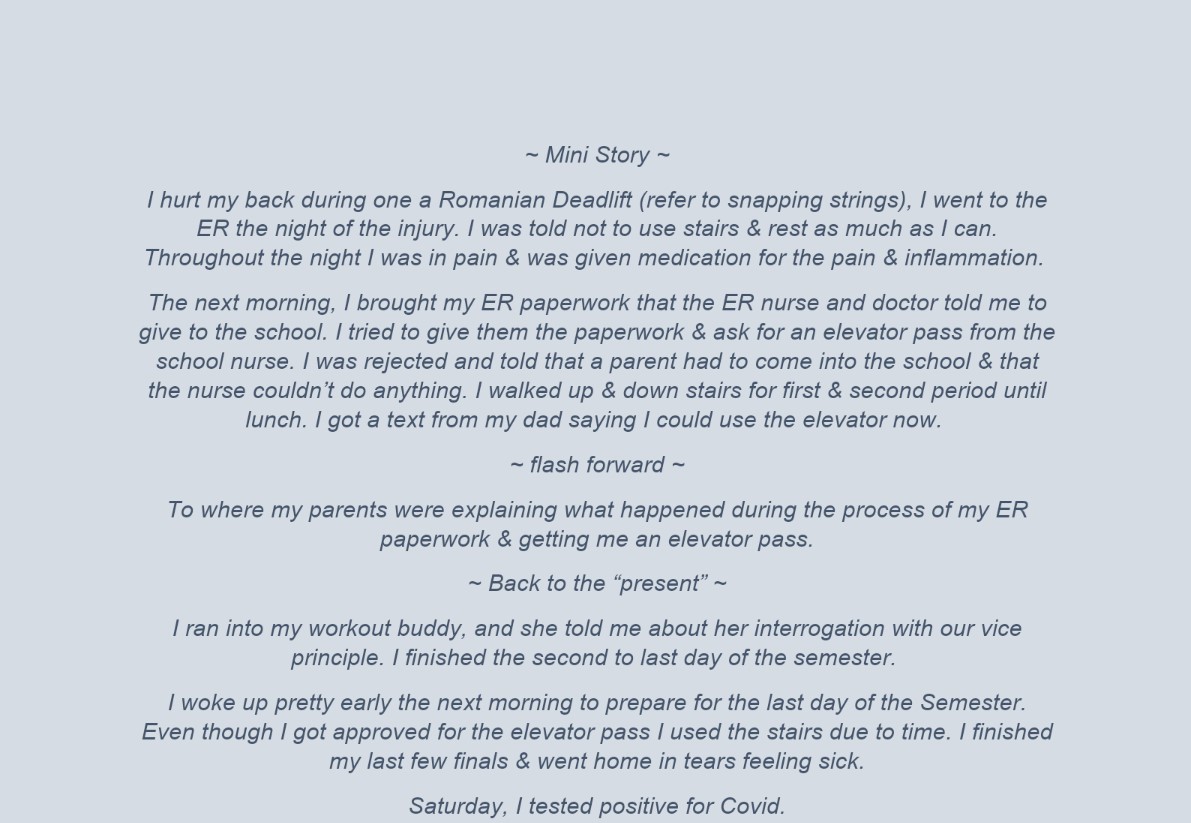 ~ Mini Story ~
I hurt my back during one a Romanian Deadlift (refer to snapping strings), I went to the
ER the night of the injury. I was told not to use stairs & rest as much as I can.
Throughout the night I was in pain & was given medication for the pain & inflammation.
The next morning, I brought my ER paperwork that the ER nurse and doctor told me to
give to the school. I tried to give them the paperwork & ask for an elevator pass from the
school nurse. I was rejected and told that a parent had to come into the school & that
the nurse couldn’t do anything. I walked up & down stairs for first & second period until
lunch. I got a text from my dad saying I could use the elevator now.
~ flash forward ~
To where my parents were explaining what happened during the process of my ER
paperwork & getting me an elevator pass.
~ Back to the “present” ~
I ran into my workout buddy, and she told me about her interrogation with our vice
principle. I finished the second to last day of the semester.
I woke up pretty early the next morning to prepare for the last day of the Semester.
Even though I got approved for the elevator pass I used the stairs due to time. I finished
my last few finals & went home in tears feeling sick.
Saturday, I tested positive for Covid.